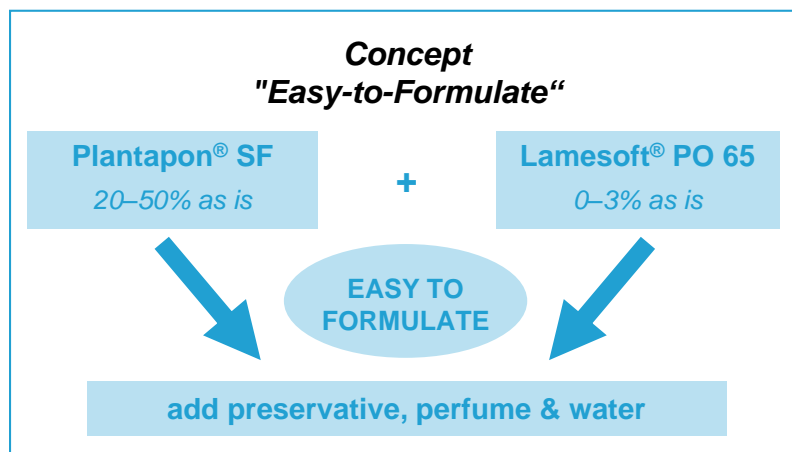 Concept
"Easy-to-Formulate“
Plantapon® SF
20–50% as is
+
Lamesoft® PO 65
0–3% as is
EASY TO
FORMULATE
add preservative, perfume & water